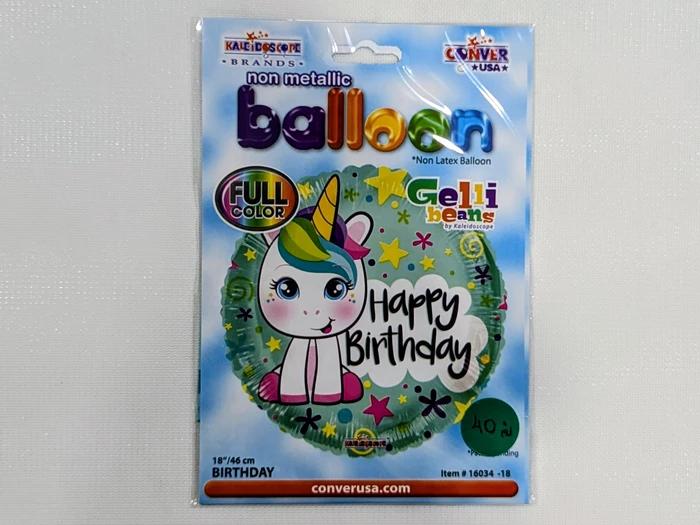 KALEIDOSCOPE
• BRANDS •
CONVER
★USA★
non metallic
balloon
*Non Latex Balloon
FULL
COLOR
Gelli
beans
by Kaleidoscope
Happy
Birthday
40
18"/46 cm
BIRTHDAY
Item # 16034 -18
converusa.com